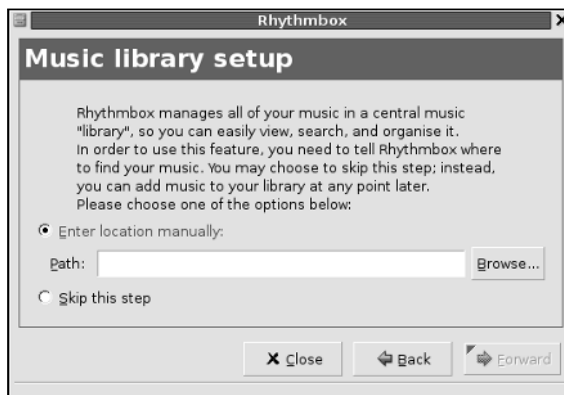 Rhythmbox
Music library setup
Rhythmbox manages all of your music in a central music
"library", so you can easily view, search, and organise it.
In order to use this feature, you need to tell Rhythmbox where
to find your music. You may choose to skip this step; instead,
you can add music to your library at any point later.
Please choose one of the options below:
Enter location manually:
Path: Browse...
Skip this step
Close Back Forward